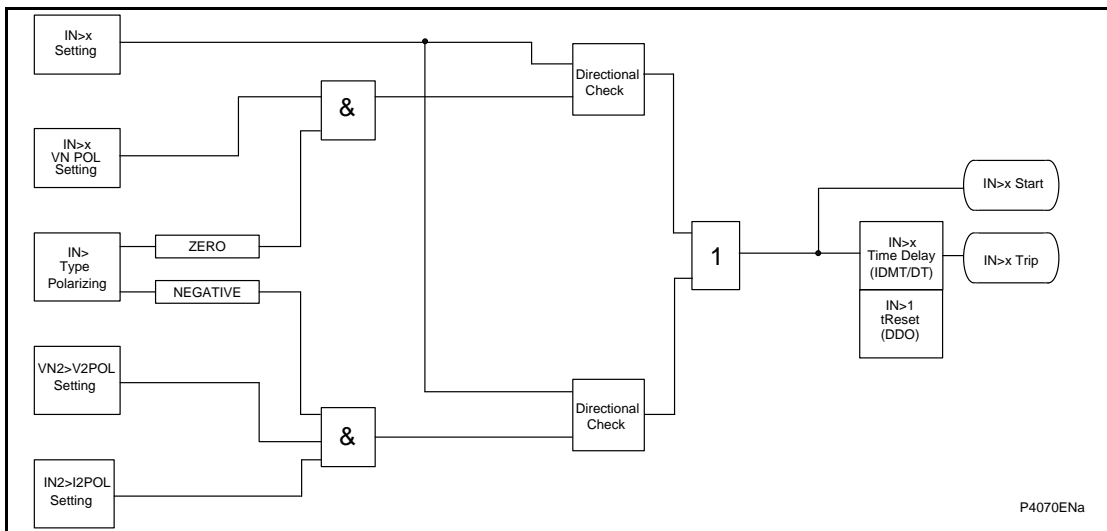 IN>x
Setting
IN>x
VN POL
Setting
IN>
Type
Polarizing
VN2>V2POL
Setting
IN2>I2POL
Setting
ZERO
NEGATIVE
&
&
Directional
Check
Directional
Check
1
IN>x Start
IN>x
Time Delay
(IDMT/DT)
IN>1
tReset
(DDO)
IN>x Trip
P4070ENa